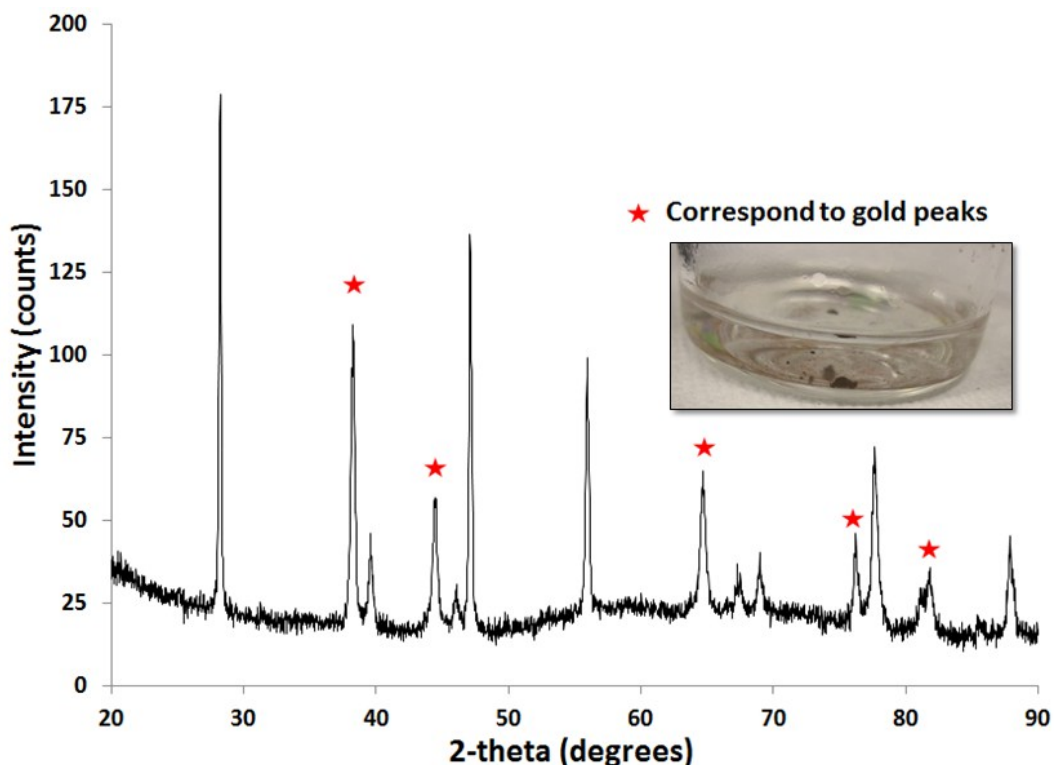 200
175
150
125
100
75
50
25
0
Intensity (counts)
★ Correspond to gold peaks
20 30 40 50 60 70 80 90
2-theta (degrees)